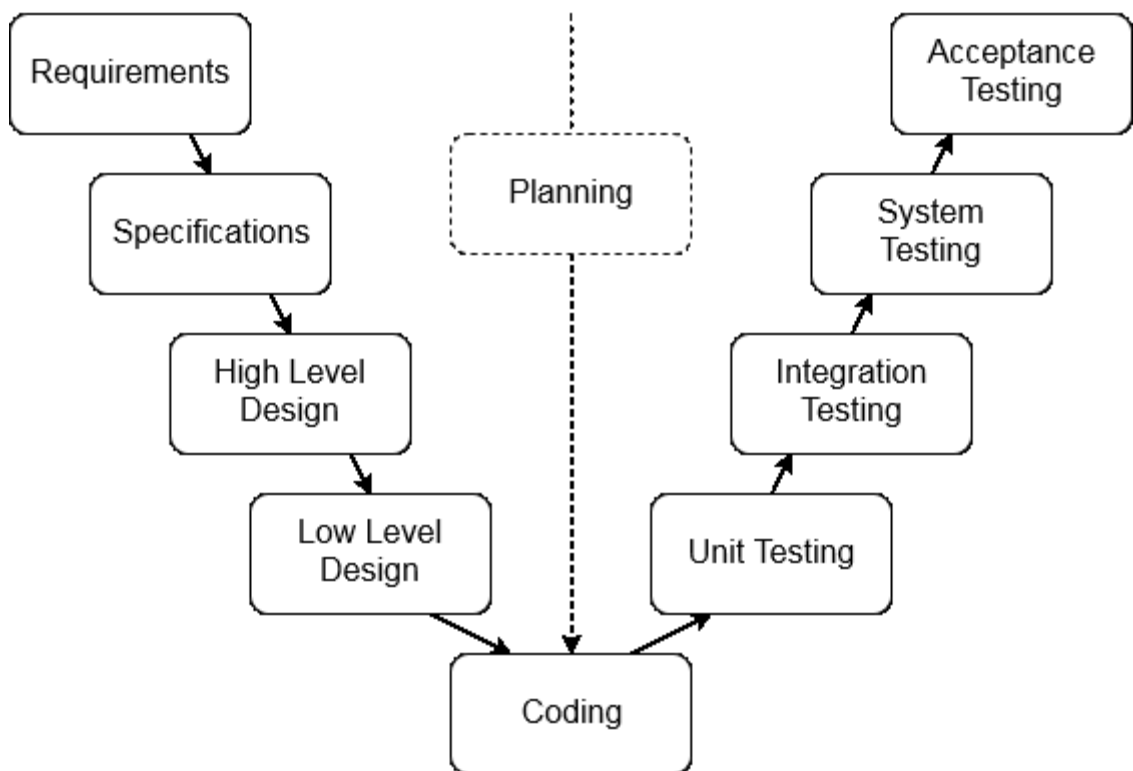 Requirements
Specifications
High Level
Design
Low Level
Design
Planning
Coding
Unit Testing
Integration
Testing
System
Testing
Acceptance
Testing